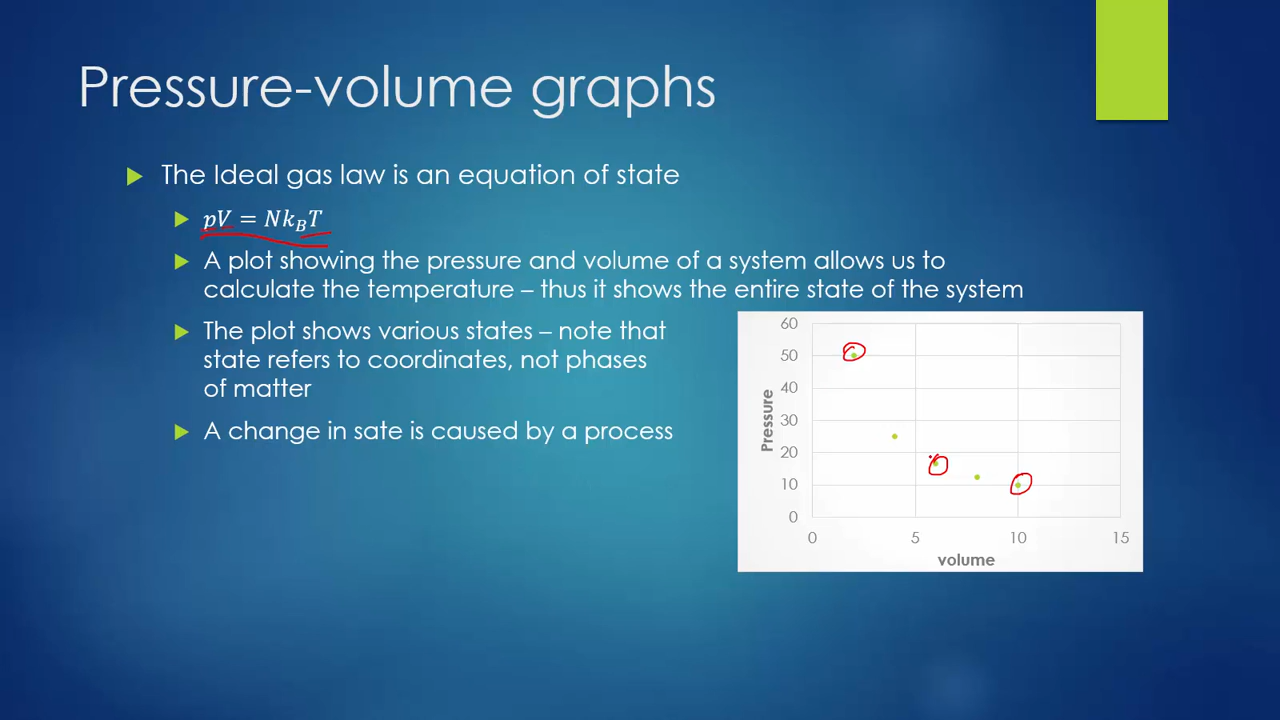 Pressure-volume graphs
The Ideal gas law is an equation of state
pV = Nk_BT
A plot showing the pressure and volume of a system allows us to
calculate the temperature – thus it shows the entire state of the system
The plot shows various states – note that
state refers to coordinates, not phases
of matter
A change in sate is caused by a process
60
50
40
30
20
10
0
Pressure
0 5 10 15
volume